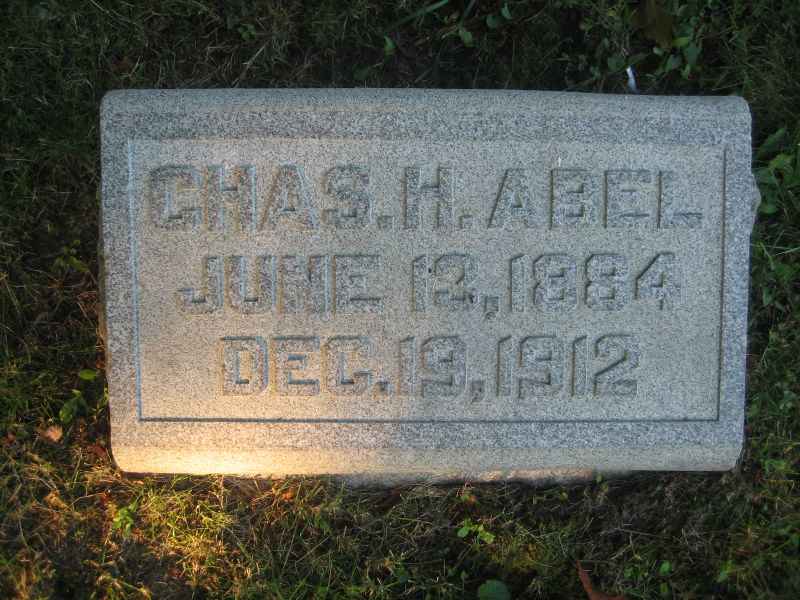 CHAS. H. ABEL
JUNE 13, 1884
DEC. 19, 1912